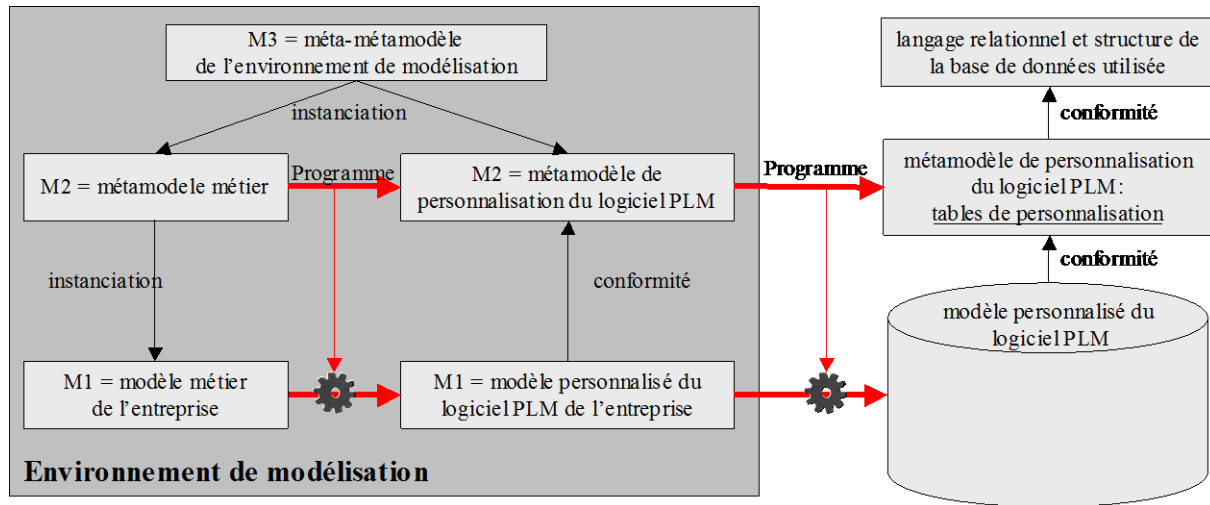 M3 = méta-métamodèle
de l'environnement de modélisation
langage relationnel et structure de
la base de données utilisée
instanciation
conformité
M2 = métamodele métier
Programme
M2 = métamodèle de
personnalisation du logiciel PLM
Programme
métamodèle de personnalisation
du logiciel PLM :
tables de personnalisation
instanciation
conformité
conformité
modèle personnalisé du
logiciel PLM
M1 = modèle métier
de l'entreprise
M1 = modèle personnalisé du
logiciel PLM de l'entreprise
Environnement de modélisation